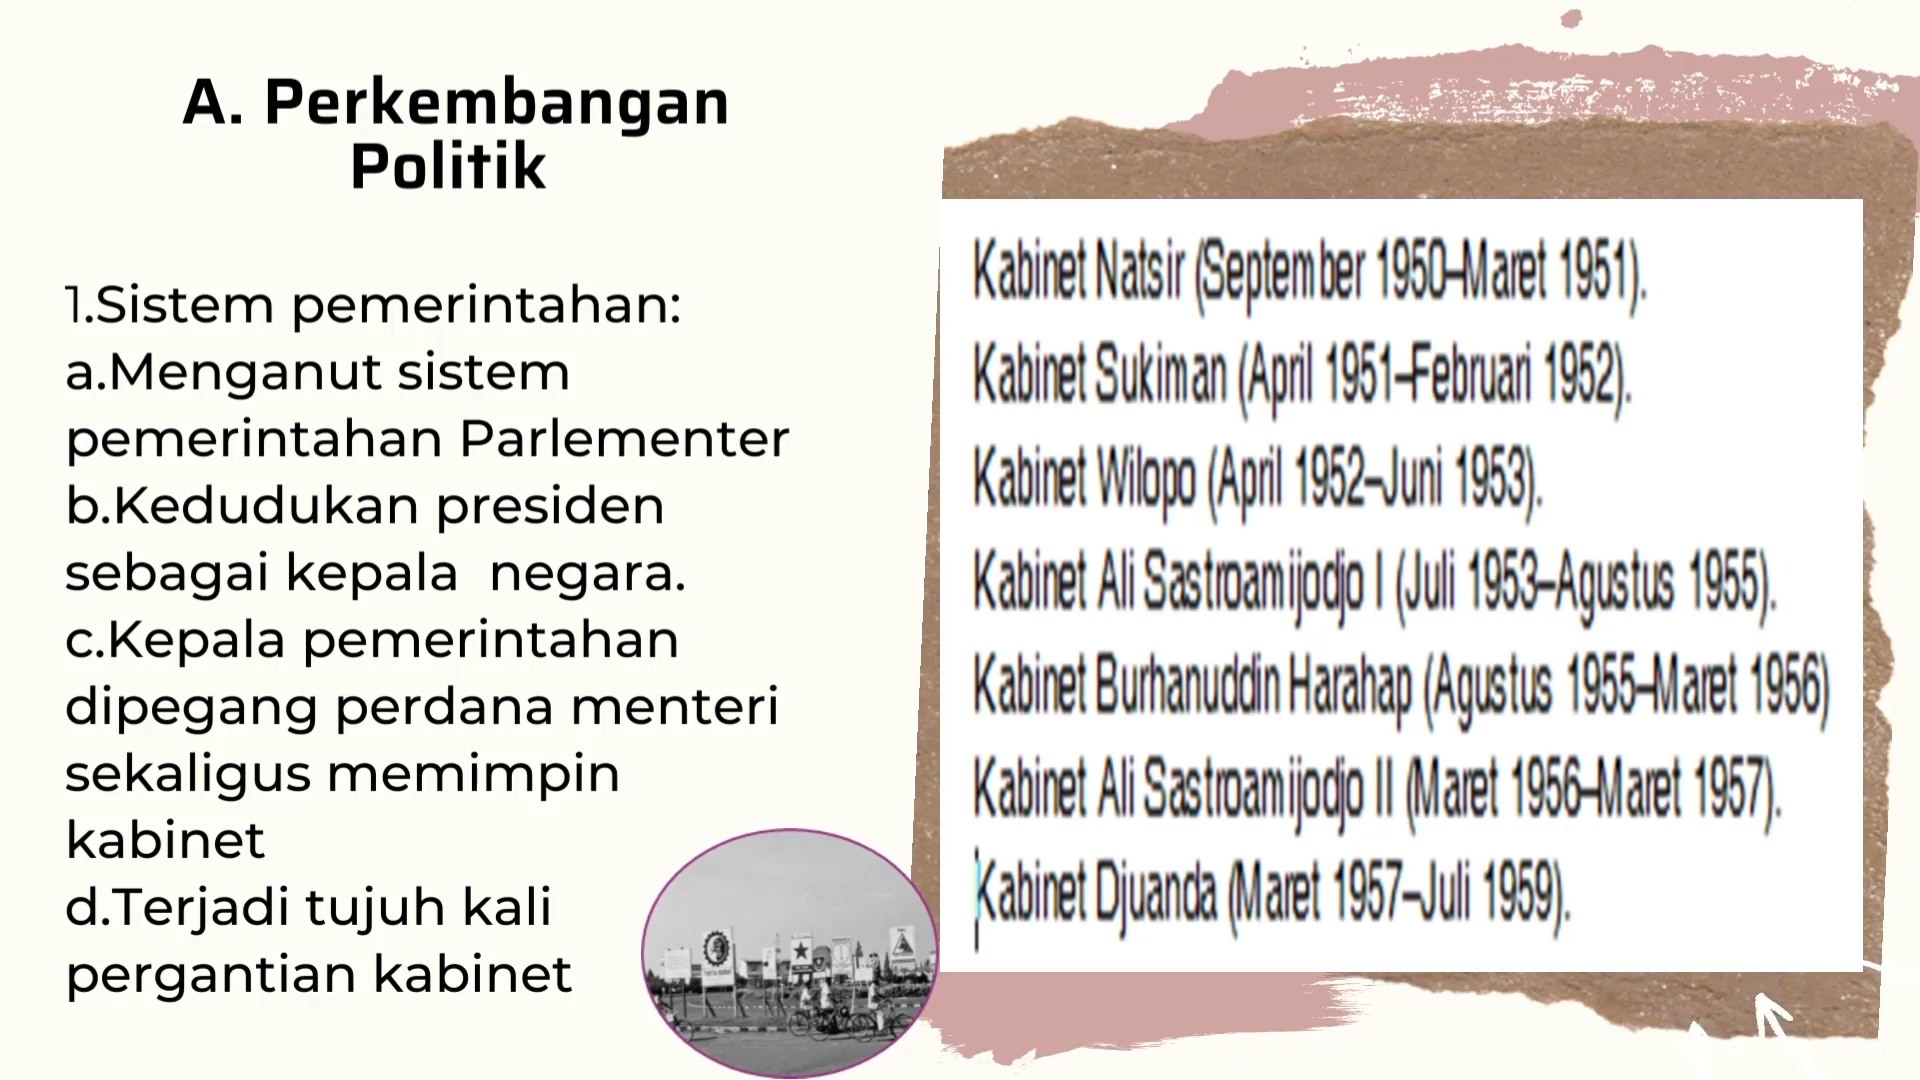 A. Perkembangan
Politik
1.Sistem pemerintahan:
a.Menganut sistem
pemerintahan Parlementer
b.Kedudukan presiden
sebagai kepala  negara.
c.Kepala pemerintahan
dipegang perdana menteri
sekaligus memimpin
kabinet
d.Terjadi tujuh kali
pergantian kabinet
Kabinet Natsir (September 1950–Maret 1951).
Kabinet Sukiman (April 1951–Februari 1952).
Kabinet Wilopo (April 1952–Juni 1953).
Kabinet Ali Sastroamijodjo I (Juli 1953–Agustus 1955).
Kabinet Burhanuddin Harahap (Agustus 1955–Maret 1956)
Kabinet Ali Sastroamijodjo II (Maret 1956–Maret 1957).
Kabinet Djuanda (Maret 1957–Juli 1959).